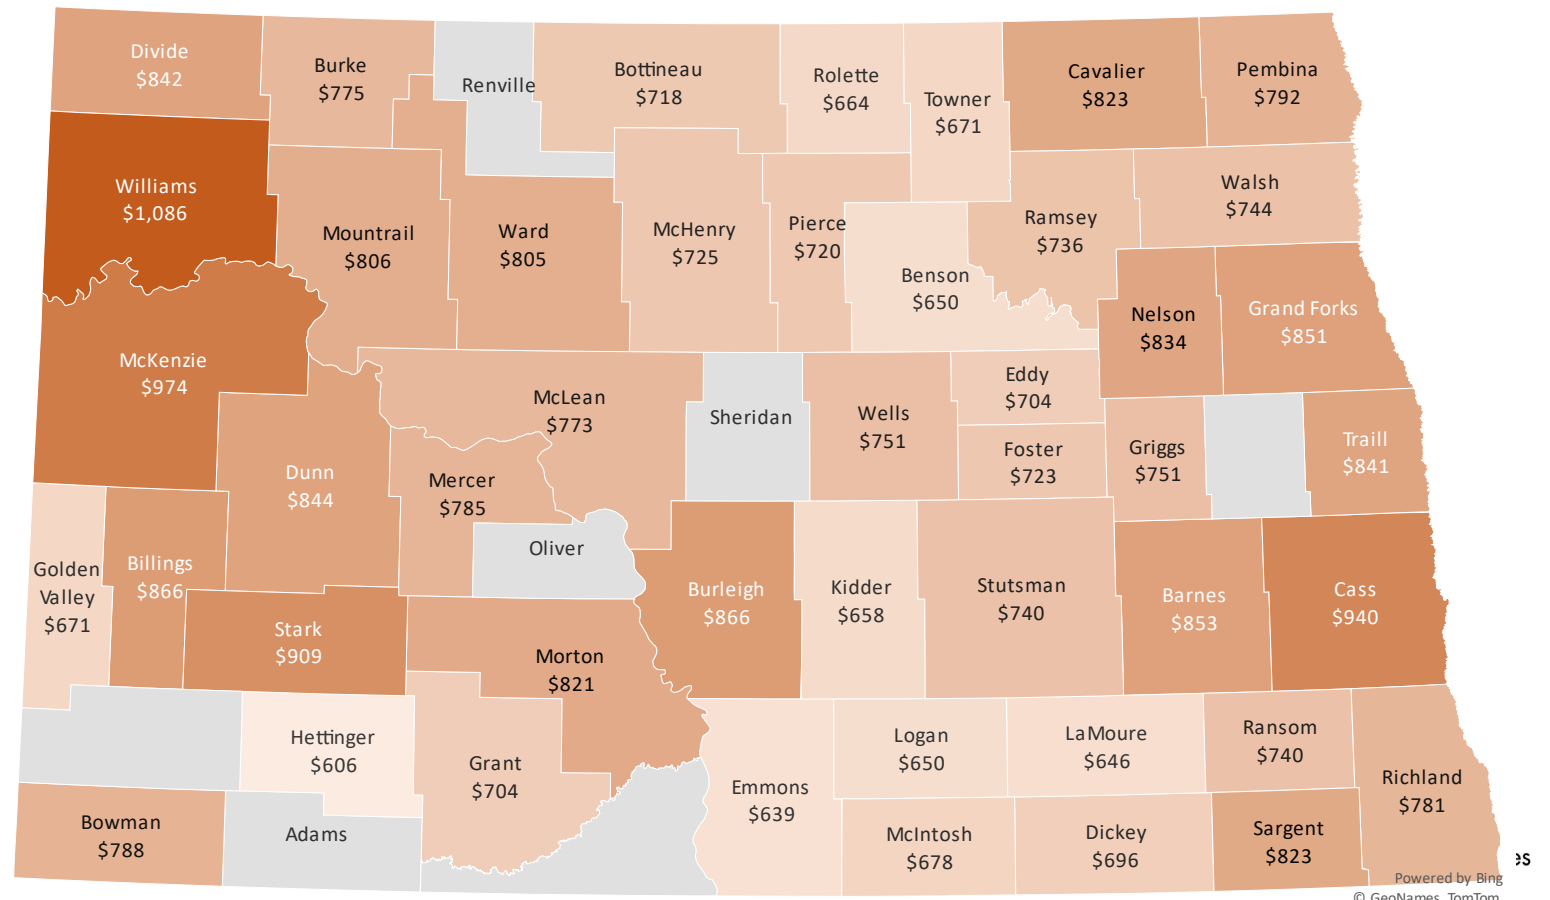 Divide
$842
Burke
$775
Renville
Bottineau
$718
Rolette
$664
Towner
$671
Cavalier
$823
Pembina
$792
Williams
$1,086
Mountrail
$806
Ward
$805
McHenry
$725
Pierce
$720
Benson
$650
Ramsey
$736
Walsh
$744
Nelson
$834
Grand Forks
$851
McKenzie
$974
Dunn
$844
McLean
$773
Mercer
$785
Sheridan
Wells
$751
Eddy
$704
Foster
$723
Griggs
$751
Traill
$841
Golden
Valley
$671
Billings
$866
Stark
$909
Oliver
Morton
$821
Burleigh
$866
Kidder
$658
Stutsman
$740
Barnes
$853
Cass
$940
Hettinger
$606
Grant
$704
Emmons
$639
Logan
$650
LaMoure
$646
Ransom
$740
Richland
$781
Bowman
$788
Adams
McIntosh
$678
Dickey
$696
Sargent
$823
es
Powered by Bing
© GeoNames, TomTom